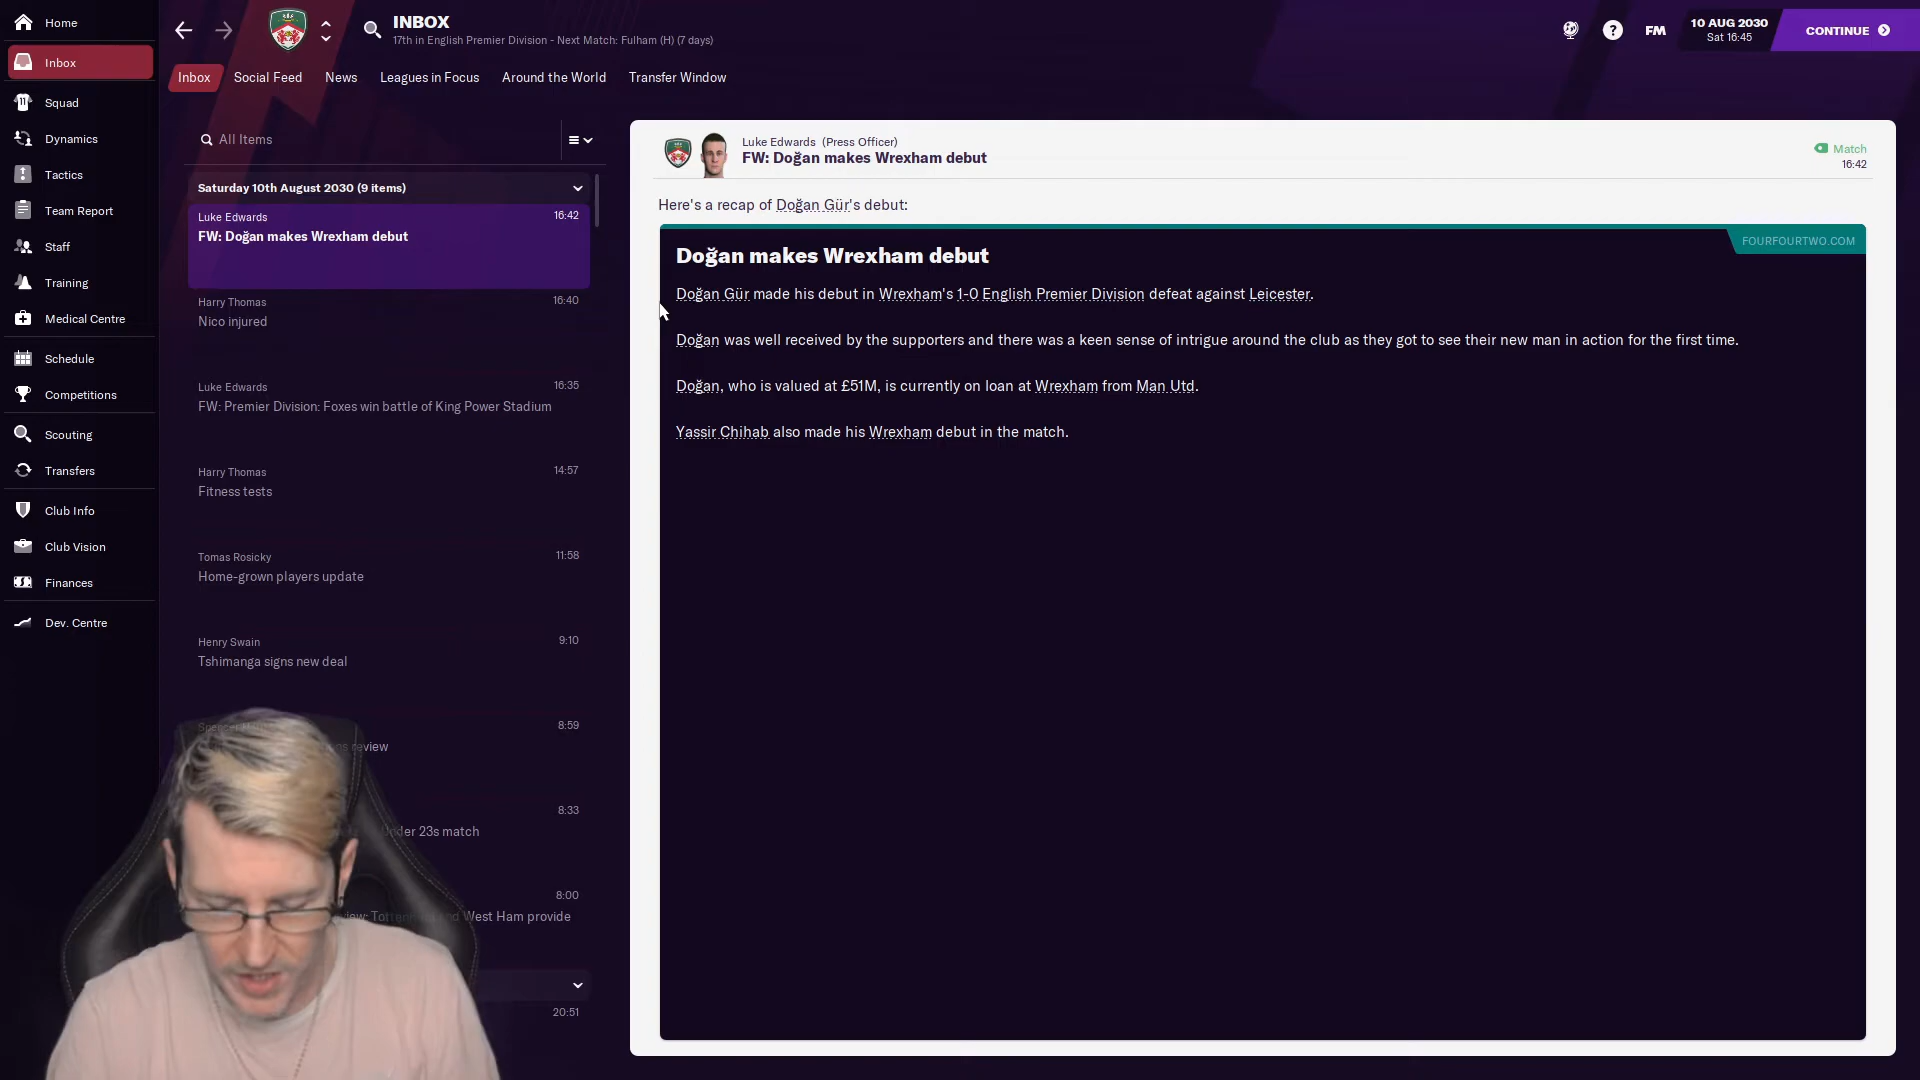 Home
Inbox
Squad
Dynamics
Tactics
Team Report
Staff
Training
Medical Centre
Schedule
Competitions
Scouting
Transfers
Club Info
Club Vision
Finances
Dev. Centre
INBOX
17th in English Premier Division - Next Match: Fulham (H) (7 days)
FM
10 AUG 2030
Sat 16:45
CONTINUE
Inbox Social Feed News Leagues in Focus Around the World Transfer Window
All Items
Saturday 10th August 2030 (9 items)
Luke Edwards 16:42
FW: Doğan makes Wrexham debut
Harry Thomas 16:40
Nico injured
Luke Edwards 16:35
FW: Premier Division: Foxes win battle of King Power Stadium
Harry Thomas 14:57
Fitness tests
Tomas Rosicky 11:58
Home-grown players update
Henry Swain 9:10
Tshimanga signs new deal
8:59
review
8:33
Under 23s match
8:00
West Ham provide
20:51
Luke Edwards (Press Officer)
FW: Doğan makes Wrexham debut
Match
16:42
Here's a recap of Doğan Gür's debut:
FOURFOURTWO.COM
Doğan makes Wrexham debut
Doğan Gür made his debut in Wrexham's 1-0 English Premier Division defeat against Leicester.
Doğan was well received by the supporters and there was a keen sense of intrigue around the club as they got to see their new man in action for the first time.
Doğan, who is valued at £51M, is currently on loan at Wrexham from Man Utd.
Yassir Chihab also made his Wrexham debut in the match.